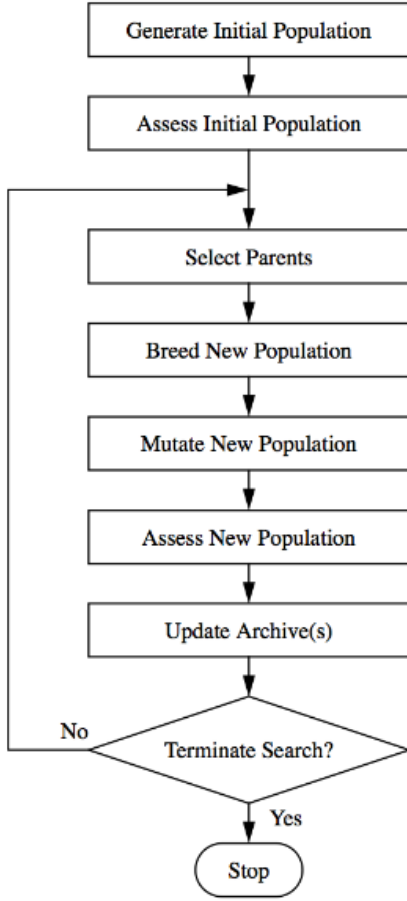 Generate Initial Population
Assess Initial Population
Select Parents
Breed New Population
Mutate New Population
Assess New Population
Update Archive(s)
Terminate Search?
No
Yes
Stop